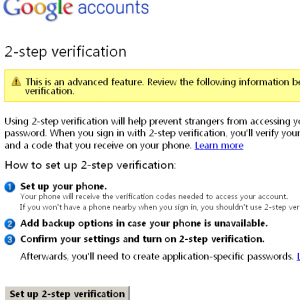 Google accounts
2-step verification
This is an advanced feature. Review the following information be
verification.
Using 2-step verification will help prevent strangers from accessing yo
password. When you sign in with 2-step verification, you'll verify your
and a code that you receive on your phone. Learn more
How to set up 2-step verification:
1 Set up your phone.
Your phone will receive the verification codes needed to access your account.
If you won't have a phone nearby when you sign in, you shouldn't use 2-step ver
2 Add backup options in case your phone is unavailable.
3 Confirm your settings and turn on 2-step verification.
Afterwards, you'll need to create application-specific passwords.
Set up 2-step verification